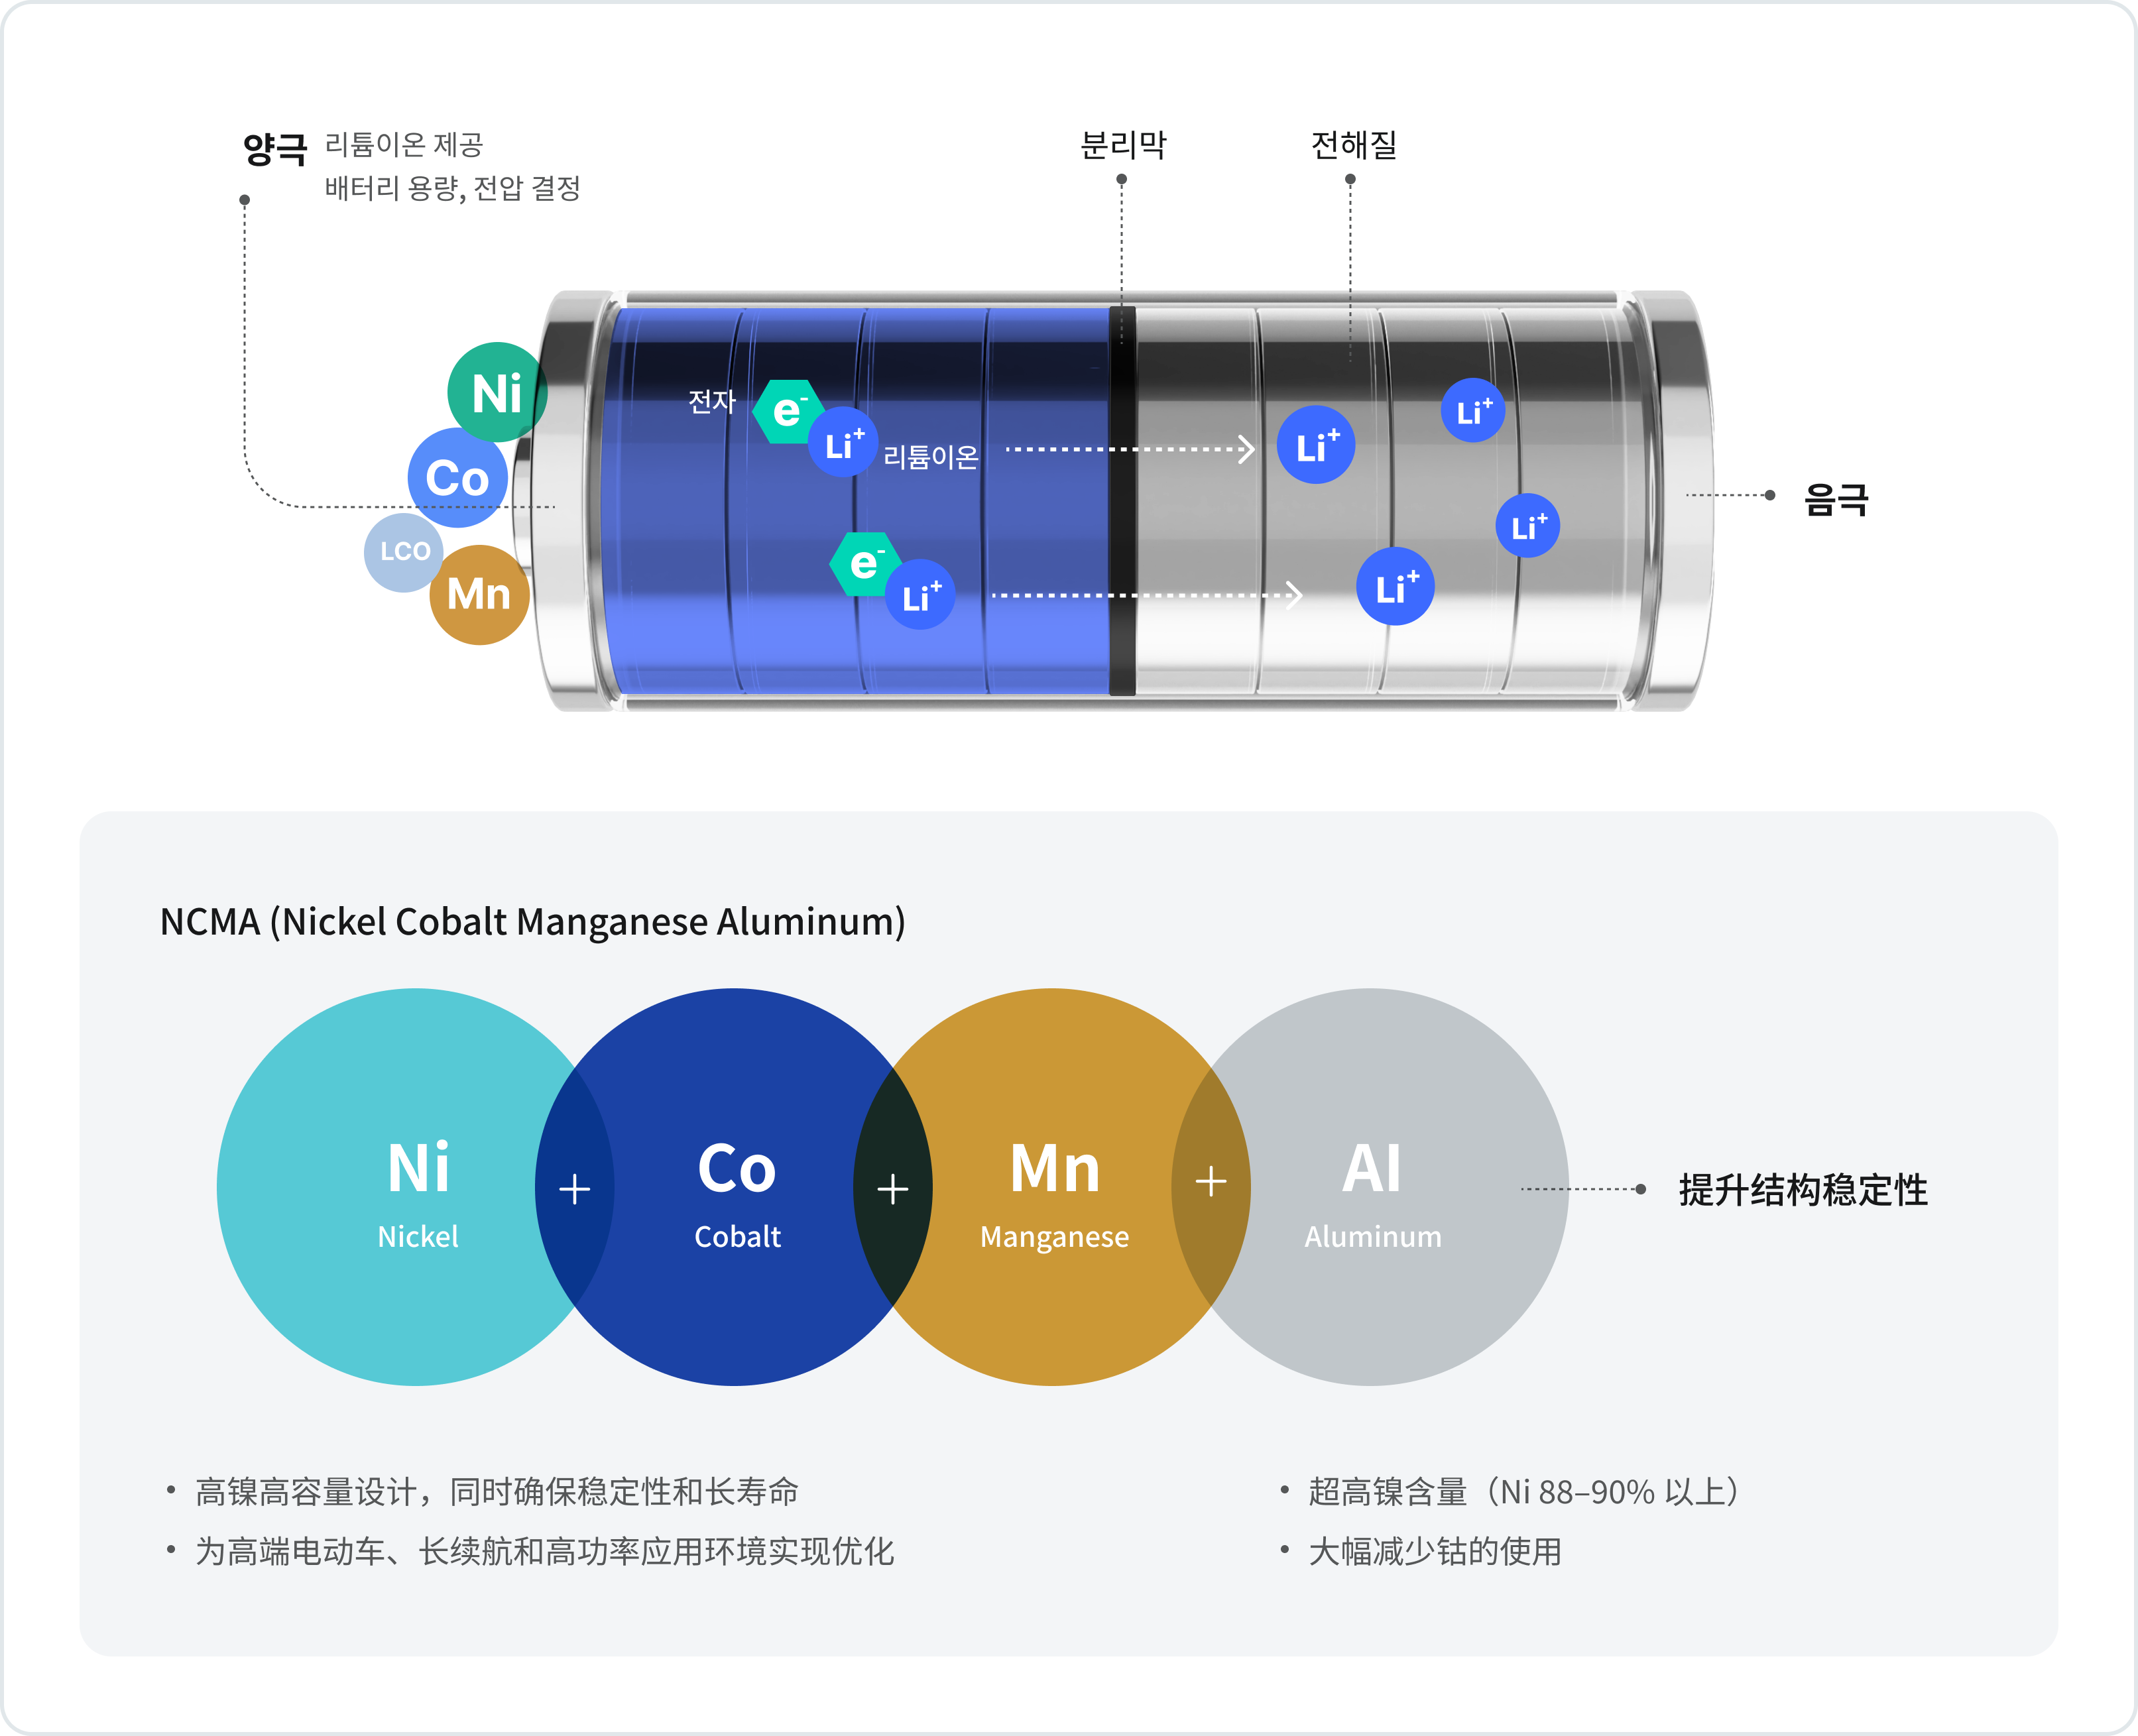 양극
리튬이온 제공
배터리 용량, 전압 결정
분리막
전해질
Ni
Co
LCO
Mn
전자
e-
Li+
리튬이온
e-
Li+
Li+
Li+
Li+
Li+
음극
NCMA (Nickel Cobalt Manganese Aluminum)
Ni
Nickel
+
Co
Cobalt
+
Mn
Manganese
+
Al
Aluminum
提升结构稳定性
• 高镍高容量设计，同时确保稳定性和长寿命
• 为高端电动车、长续航和高功率应用环境实现优化
• 超高镍含量（Ni 88–90% 以上）
• 大幅减少钴的使用